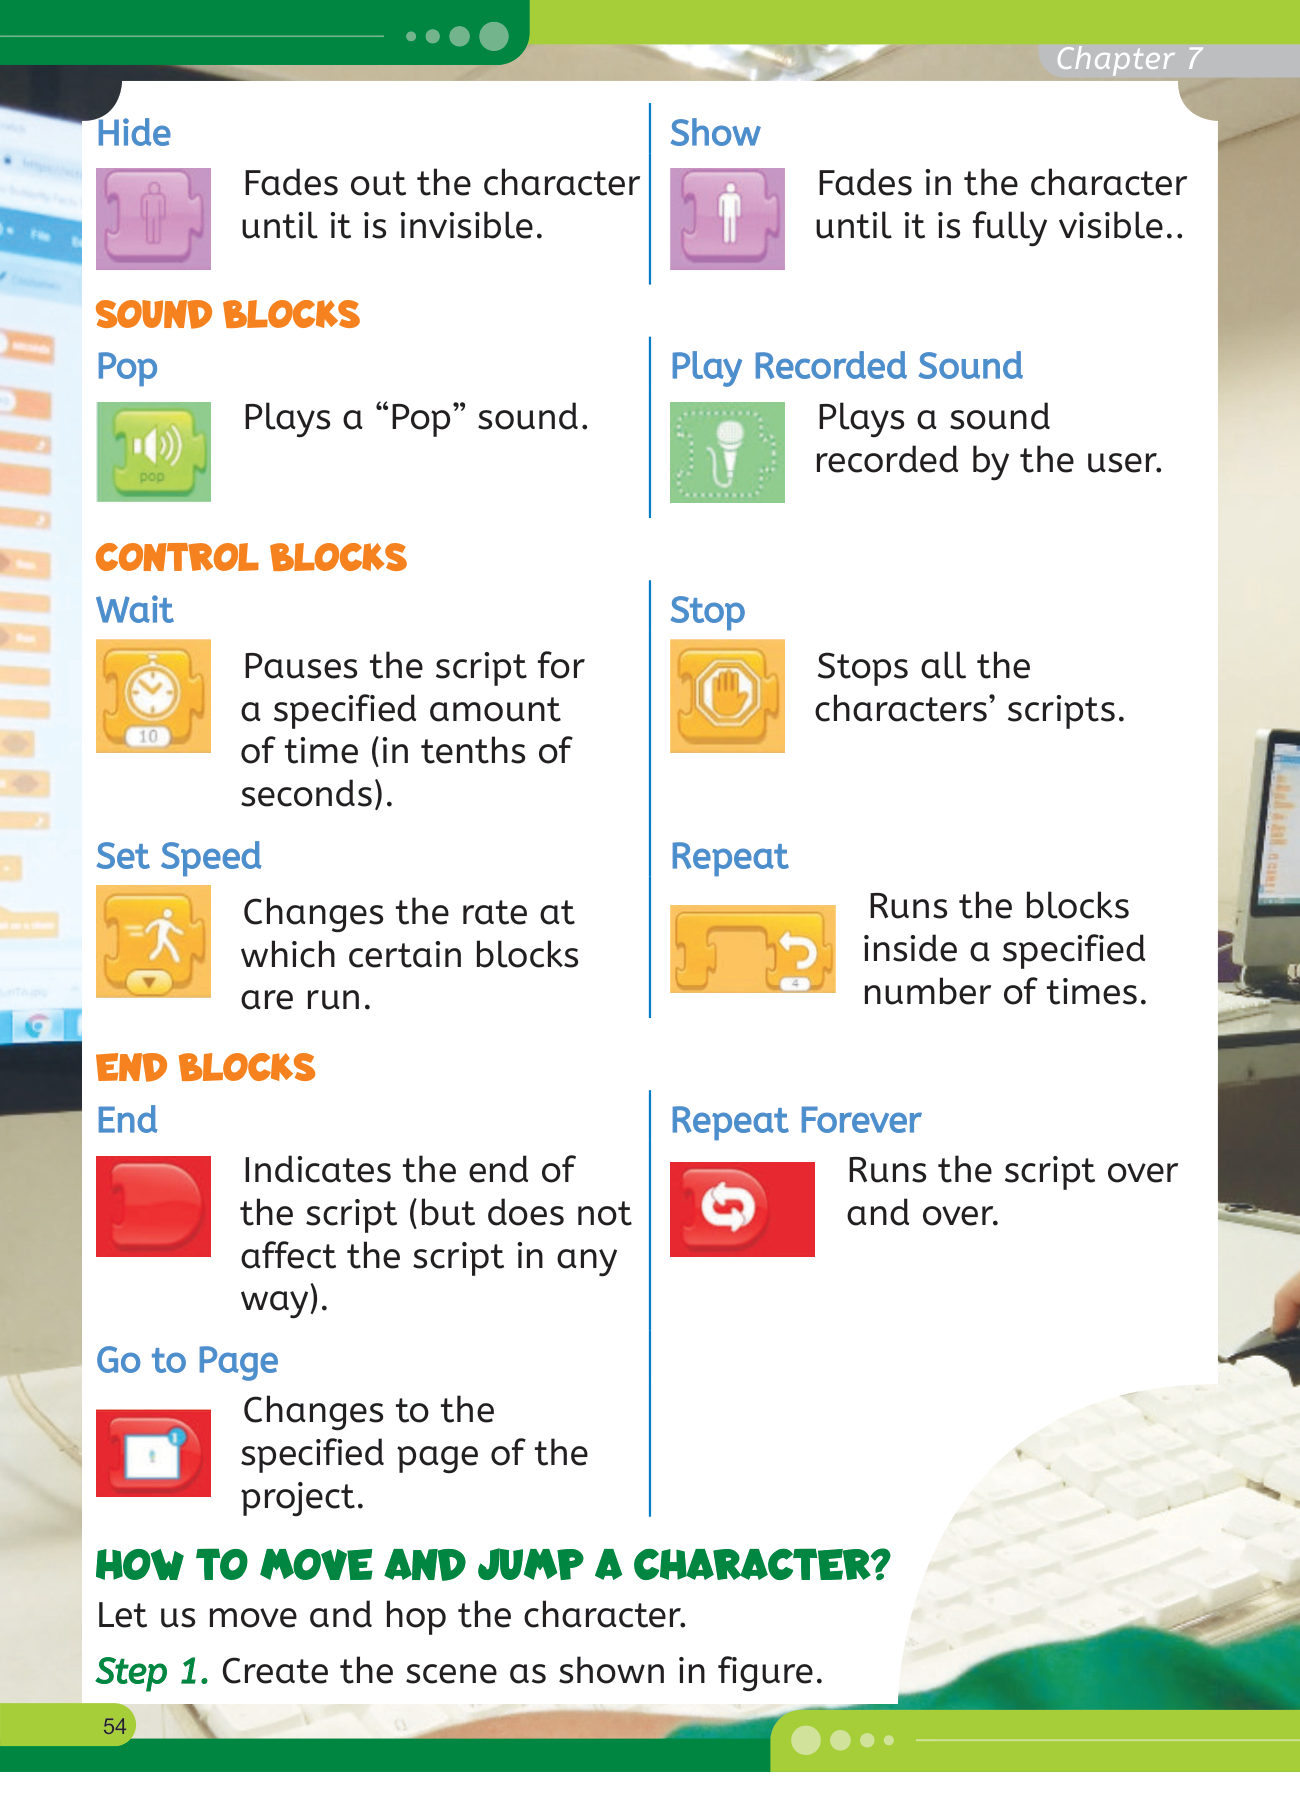 Chapter 7
Hide
Fades out the character
until it is invisible.
Show
Fades in the character
until it is fully visible..
SOUND BLOCKS
Pop
pop
Plays a “Pop” sound.
Play Recorded Sound
Plays a sound
recorded by the user.
CONTROL BLOCKS
Wait
10
Pauses the script for
a specified amount
of time (in tenths of
seconds).
Stop
Stops all the
characters’ scripts.
Set Speed
Changes the rate at
which certain blocks
are run.
Repeat
4
Runs the blocks
inside a specified
number of times.
END BLOCKS
End
Indicates the end of
the script (but does not
affect the script in any
way).
Repeat Forever
Runs the script over
and over.
Go to Page
1
Changes to the
specified page of the
project.
HOW TO MOVE AND JUMP A CHARACTER?
Let us move and hop the character.
Step 1. Create the scene as shown in figure.
54